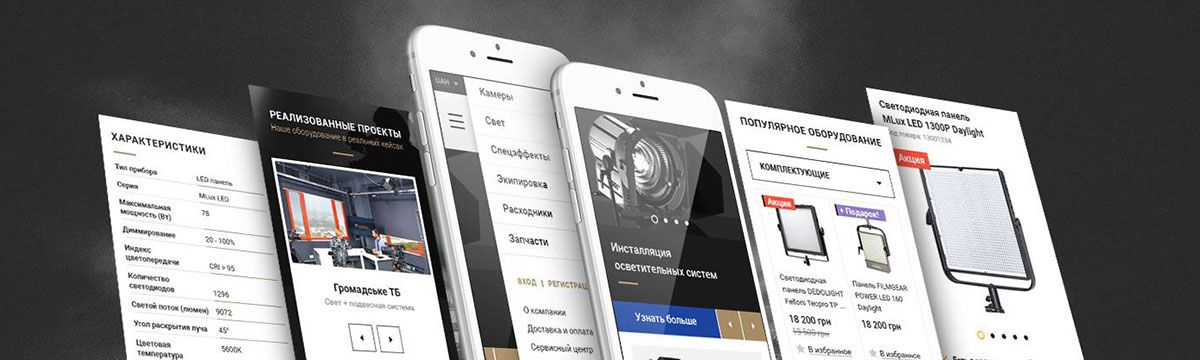 ХАРАКТЕРИСТИКИ
Тип прибора LED панель
Серия MLux LED
Максимальная
мощность (Вт) 78
Диммирование 20 - 100%
Индекс
цветопередачи CRI > 95
Количество
светодиодов 1296
Светой поток (люмен) 9072
Угол раскрытия луча 45°
Цветовая
температура 5600K
РЕАЛИЗОВАННЫЕ ПРОЕКТЫ
Наше оборудование в реальных кейсах
Громадське ТБ
Свет + подвесная система
UAH
Камеры
Свет
Спецэффекты
Экипировка
Расходники
Запчасти
ВХОД | РЕГИСТРАЦ
О компании
Доставка и оплата
Сервисный центр
Инсталляция
осветительных систем
Узнать больше
ПОПУЛЯРНОЕ ОБОРУДОВАНИЕ
КОМПЛЕКТУЮЩИЕ
Акция
Светодиодная
панель DEDOLIGHT
Felloni Tecpro TP ...
18 200 грн
19 500 грн
В избранное
+ Подарок!
Панель FILMGEAR
POWER LED 160
Daylight
18 200 грн
В избранное
Светодиодная панель
MLux LED 1300P Daylight
Код товара: 13001234
Акция